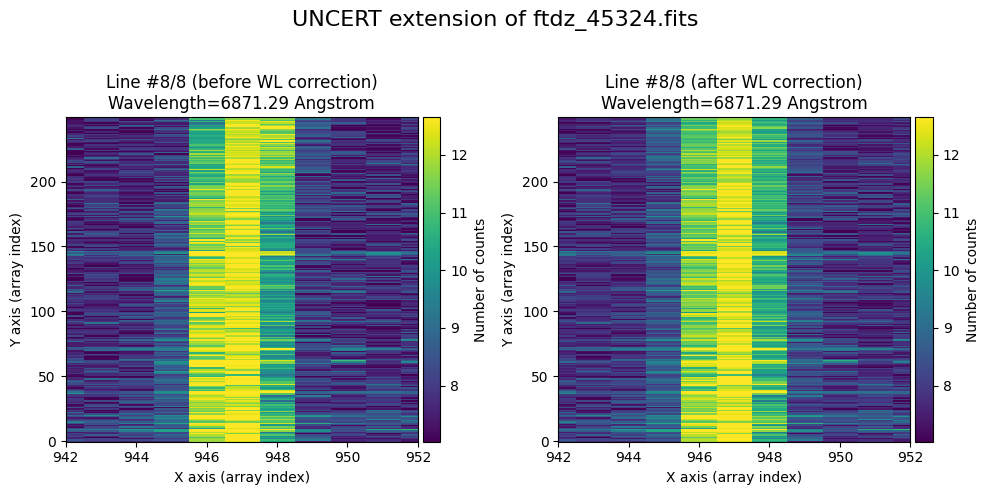 UNCERT extension of ftdz_45324.fits
Line #8/8 (before WL correction)
Wavelength=6871.29 Angstrom
Y axis (array index)
0
50
100
150
200
942
944
946
948
950
952
X axis (array index)
8
9
10
11
12
Number of counts
Line #8/8 (after WL correction)
Wavelength=6871.29 Angstrom
Y axis (array index)
0
50
100
150
200
942
944
946
948
950
952
X axis (array index)
8
9
10
11
12
Number of counts